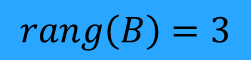 rang(B) = 3